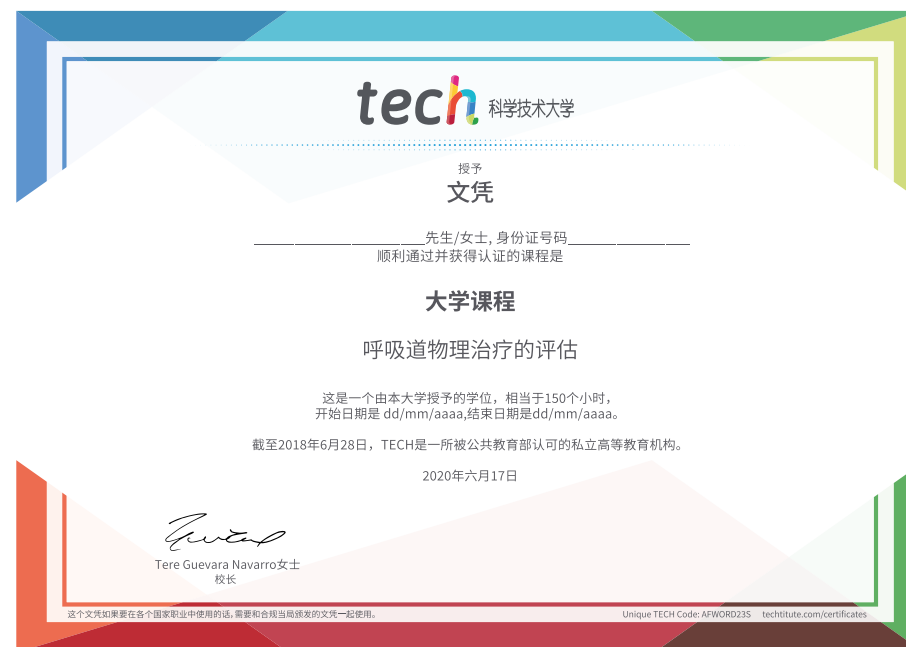 tech 科学技术大学
授予
文凭
先生/女士, 身份证号码
顺利通过并获得认证的课程是
大学课程
呼吸道物理治疗的评估
这是一个由本大学授予的学位，相当于150个小时，
开始日期是 dd/mm/aaaa,结束日期是dd/mm/aaaa。
截至2018年6月28日，TECH是一所被公共教育部认可的私立高等教育机构。
2020年六月17日
Tere Guevara Navarro女士
校长
这个文凭如果要在各个国家职业中使用的话,需要和合规当局颁发的文凭一起使用。
Unique TECH Code: AFWORD23S techtitute.com/certificates